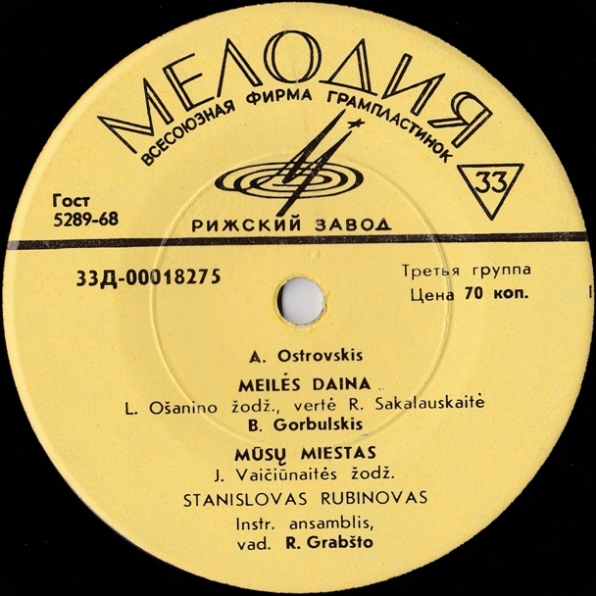 МЕЛОДИЯ
ВСЕСОЮЗНАЯ ФИРМА ГРАМПЛАСТИНОК
33
Гост
5289-68
РИЖСКИЙ ЗАВОД
33Д-00018275
Третья группа
Цена 70 коп.
A. Ostrovskis
MEILĖS DAINA
L. Ošanino žodž., vertė R. Sakalauskaitė
B. Gorbulskis
MŪSŲ MIESTAS
J. Vaičiūnaitės žodž.
STANISLOVAS RUBINOVAS
Instr. ansamblis,
vad. R. Grabšto